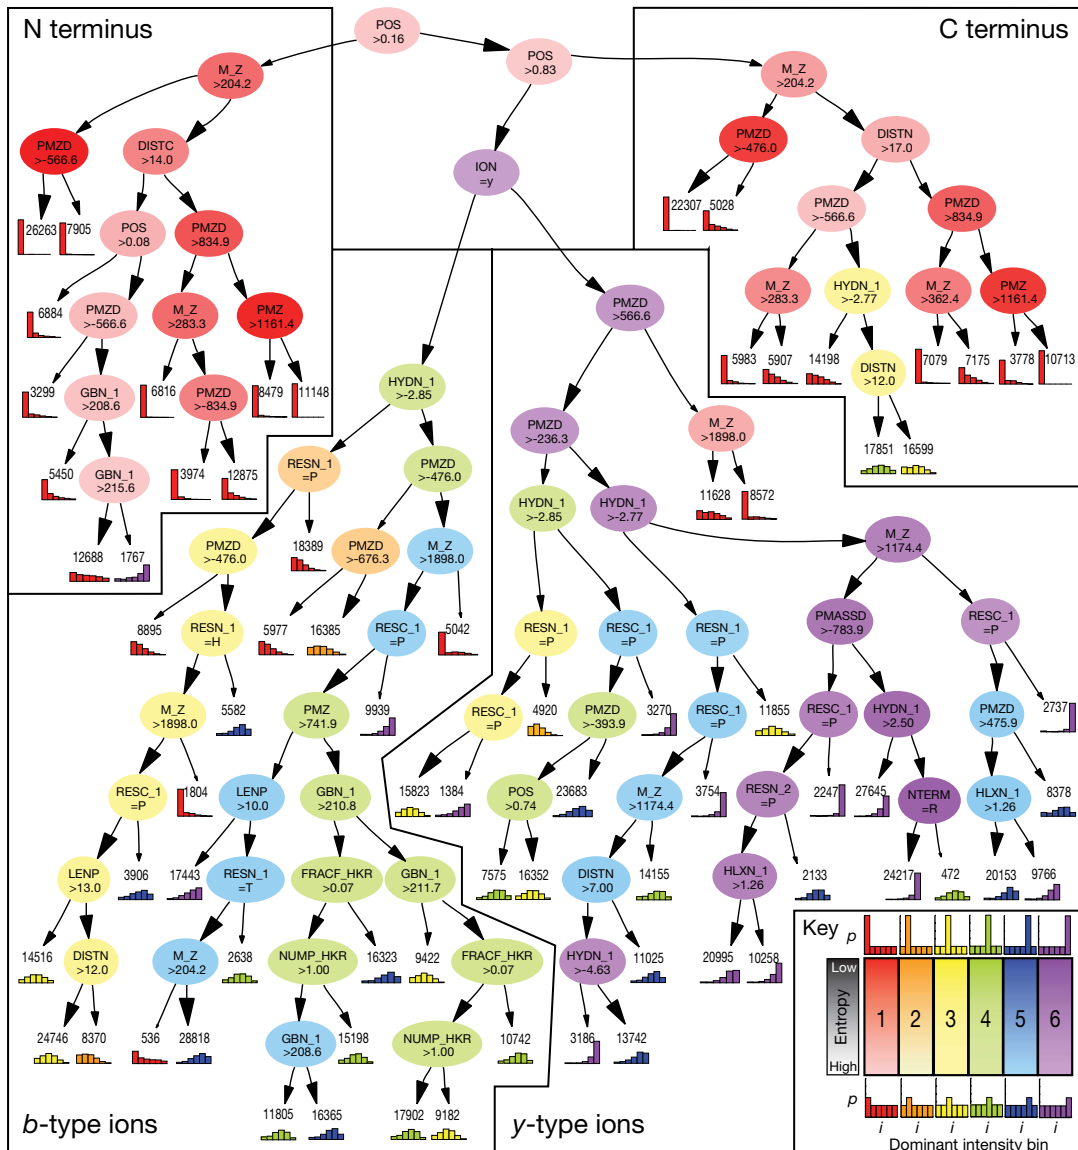 N terminus
C terminus
POS
>0.16
POS
>0.83
M_Z
>204.2
M_Z
>204.2
PMZD
>-566.6
DISTC
>14.0
PMZD
>-476.0
DISTN
>17.0
ION
=y
26263
7905
POS
>0.08
PMZD
>834.9
22307
5028
PMZD
>-566.6
PMZD
>834.9
6884
PMZD
>-566.6
M_Z
>283.3
PMZ
>1161.4
PMZD
>566.6
M_Z
>283.3
HYDN_1
>-2.77
M_Z
>362.4
PMZ
>1161.4
3299
GBN_1
>208.6
6816
PMZD
>-834.9
8479
11148
HYDN_1
>-2.85
5983
5907
14198
DISTN
>12.0
7079
7175
3778
10713
5450
GBN_1
>215.6
3974
12875
RESN_1
=P
PMZD
>-476.0
PMZD
>-236.3
M_Z
>1898.0
17851
16599
12688
1767
HYDN_1
>-2.85
HYDN_1
>-2.77
11628
8572
PMZD
>-476.0
18389
PMZD
>-676.3
M_Z
>1898.0
M_Z
>1174.4
8895
RESN_1
=H
5977
16385
RESC_1
=P
5042
RESN_1
=P
RESC_1
=P
RESN_1
=P
PMASSD
>-783.9
RESC_1
=P
M_Z
>1898.0
5582
PMZ
>741.9
9939
RESC_1
=P
4920
PMZD
>-393.9
3270
RESC_1
=P
11855
RESC_1
=P
HYDN_1
>2.50
PMZD
>475.9
2737
RESC_1
=P
1804
LENP
>10.0
GBN_1
>210.8
15823
1384
POS
>0.74
23683
M_Z
>1174.4
3754
RESN_2
=P
2247
27645
NTERM
=R
HLXN_1
>1.26
8378
LENP
>13.0
3906
17443
RESN_1
=T
FRACF_HKR
>0.07
GBN_1
>211.7
7575
16352
DISTN
>7.00
14155
HLXN_1
>1.26
2133
24217
472
20153
9766
14516
DISTN
>12.0
M_Z
>204.2
2638
NUMP_HKR
>1.00
16323
9422
FRACF_HKR
>0.07
HYDN_1
>-4.63
11025
20995
10258
24746
8370
536
28818
GBN_1
>208.6
15198
NUMP_HKR
>1.00
10742
3186
13742
11805
16365
17902
9182
b-type ions
y-type ions
Key
p
Low
Entropy
High
1
2
3
4
5
6
p
i
i
i
i
i
i
Dominant intensity bin